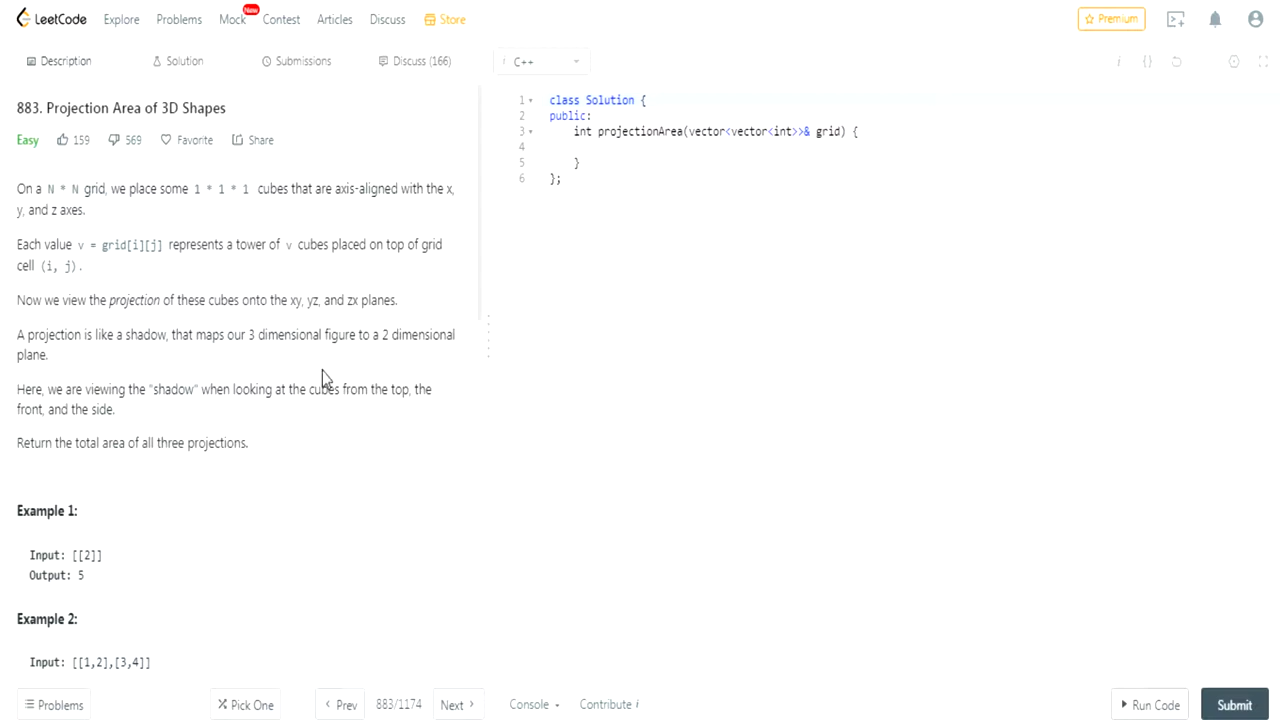 LeetCode Explore Problems Mock New Contest Articles Discuss Store Premium
Description Solution Submissions Discuss (166) i C++ i {}
883. Projection Area of 3D Shapes
Easy 159 569 Favorite Share
On a N * N grid, we place some 1 * 1 * 1 cubes that are axis-aligned with the x,
y, and z axes.
Each value v = grid[i][j] represents a tower of v cubes placed on top of grid
cell (i, j).
Now we view the projection of these cubes onto the xy, yz, and zx planes.
A projection is like a shadow, that maps our 3 dimensional figure to a 2 dimensional
plane.
Here, we are viewing the "shadow" when looking at the cubes from the top, the
front, and the side.
Return the total area of all three projections.
Example 1:
Input: [[2]]
Output: 5
Example 2:
Input: [[1,2],[3,4]]
1 class Solution {
2 public:
3 int projectionArea(vector<vector<int>>& grid) {
4
5 }
6 };
Problems Pick One Prev 883/1174 Next Console Contribute i Run Code Submit